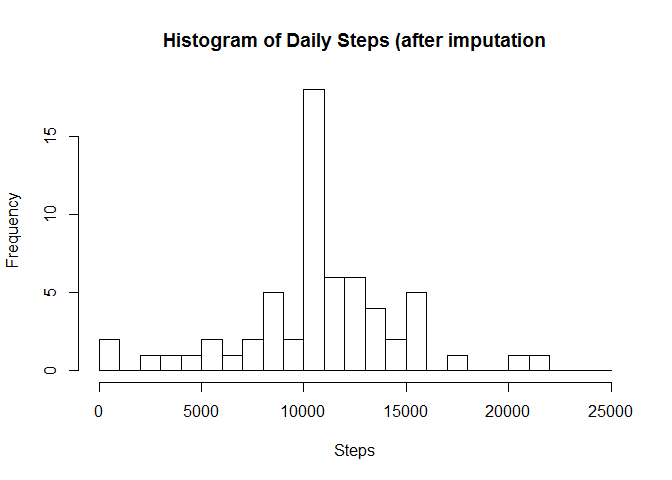 Histogram of Daily Steps (after imputation
Frequency
15
10
5
0
0 5000 10000 15000 20000 25000
Steps